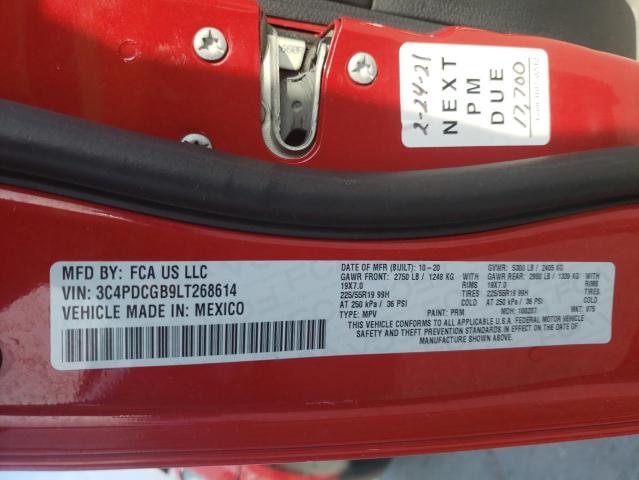 2-24-21
NEXT
PM
DUE
12,700
MFD BY: FCA US LLC
VIN: 3C4PDCGB9LT268614
VEHICLE MADE IN: MEXICO
DATE OF MFR (BUILT): 10-20 GVWR: 5300 LB / 2405 KG
GAWR FRONT: 2750 LB / 1248 KG WITH GAWR REAR: 2950 LB / 1339 KG WITH
19X7.0 RIMS 19X7.0 RIMS
225/55R19 99H TIRES 225/55R19 99H TIRES
AT 250 kPa / 36 PSI COLD AT 250 kPa / 36 PSI COLD
TYPE: MPV PAINT: PRM MDH: 100207 MKT: 875
THIS VEHICLE CONFORMS TO ALL APPLICABLE U.S.A. FEDERAL MOTOR VEHICLE
SAFETY AND THEFT PREVENTION STANDARDS IN EFFECT ON THE DATE OF
MANUFACTURE SHOWN ABOVE.